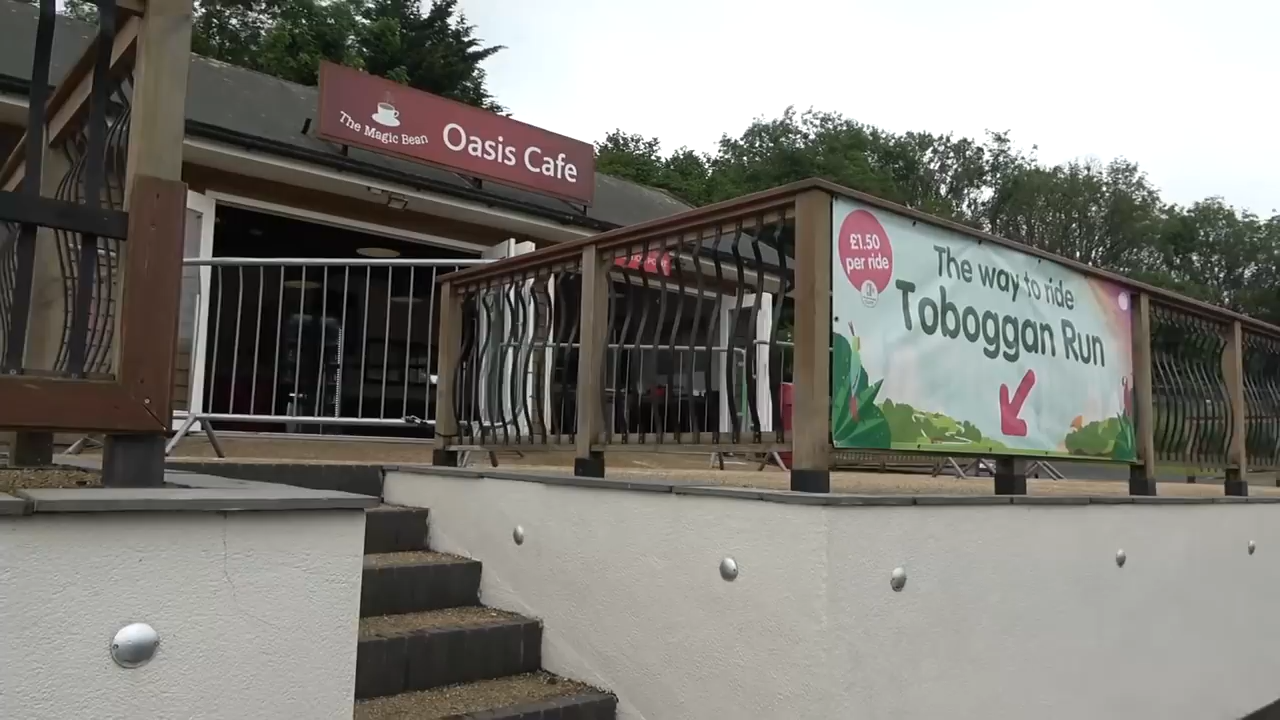 The Magic Bean
Oasis Cafe
£1.50
per ride
The way to ride
Toboggan Run